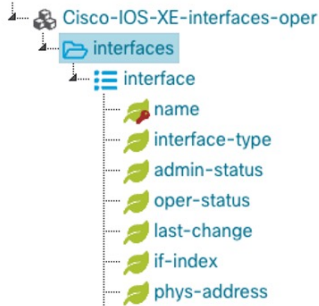 Cisco-IOS-XE-interfaces-oper
interfaces
interface
name
interface-type
admin-status
oper-status
last-change
if-index
phys-address